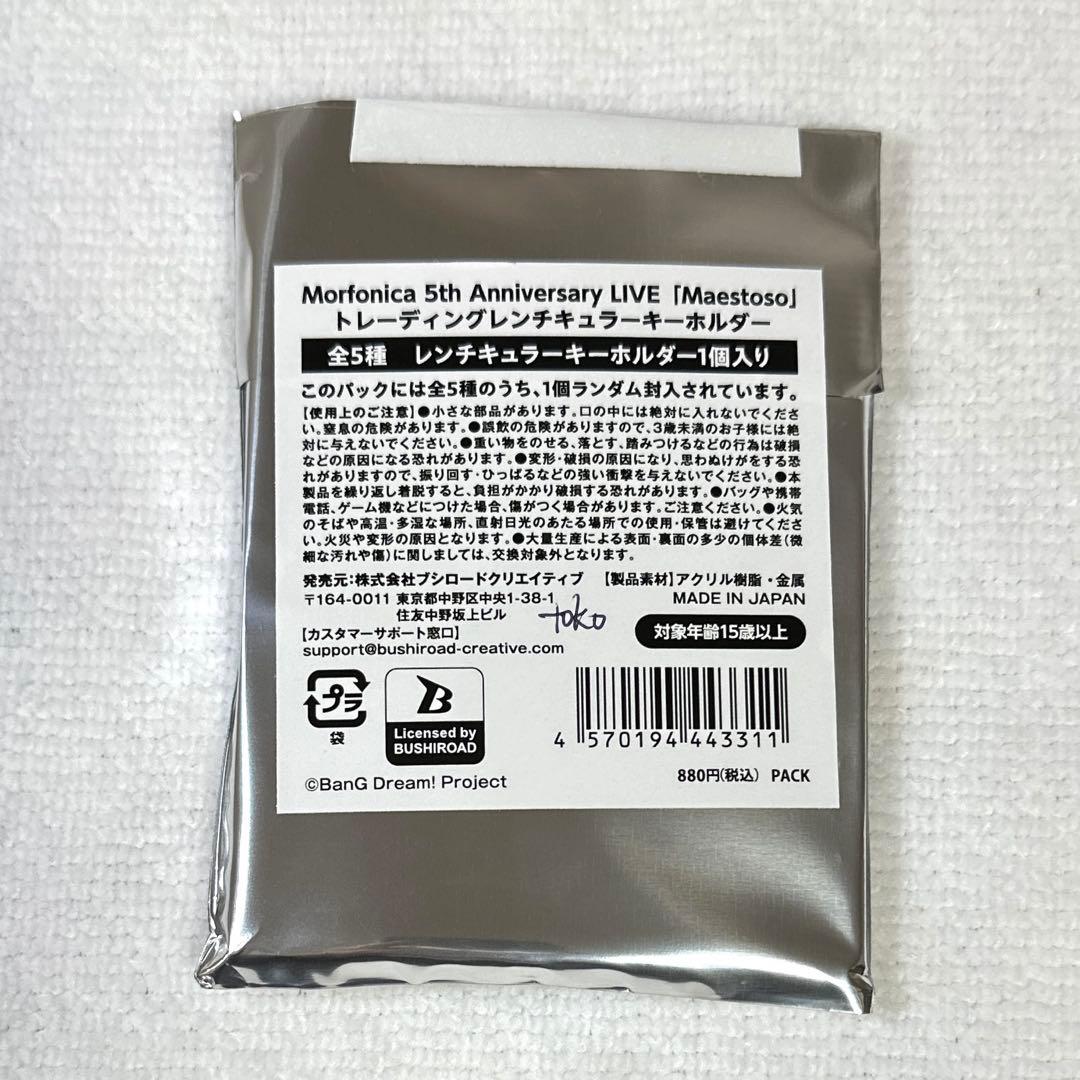 Morfonica 5th Anniversary LIVE「Maestoso」
トレーディングレンチキュラーキーホルダー
全5種 レンチキュラーキーホルダー1個入り
このパックには全5種のうち、1個ランダム封入されています。
【使用上のご注意】●小さな部品があります。口の中には絶対に入れないでくださ
い。窒息の危険があります。●誤飲の危険がありますので、3歳未満のお子様には絶
対に与えないでください。●重い物をのせる、落とす、踏みつけるなどの行為は破損
などの原因になる恐れがあります。●変形・破損の原因になり、思わぬけがをする恐
れがありますので、振り回す・ひっぱるなどの強い衝撃を与えないでください。●本
製品を繰り返し着脱すると、負担がかかり破損する恐れがあります。●バッグや携帯
電話、ゲーム機などにつけた場合、傷がつく場合があります。ご注意ください。●火気
のそばや高温・多湿な場所、直射日光のあたる場所での使用・保管は避けてくださ
い。火災や変形の原因となります。●大量生産による表面・裏面の多少の個体差(微
細な汚れや傷)に関しましては、交換対象外となります。
発売元:株式会社ブシロードクリエイティブ 【製品素材】アクリル樹脂・金属
〒164-0011 東京都中野区中央1-38-1 MADE IN JAPAN
住友中野坂上ビル toko
【カスタマーサポート窓口】 対象年齢15歳以上
support@bushiroad-creative.com
プラ
袋
B
Licensed by
BUSHIROAD
4 570194 443311
©BanG Dream! Project
880円(税込) PACK